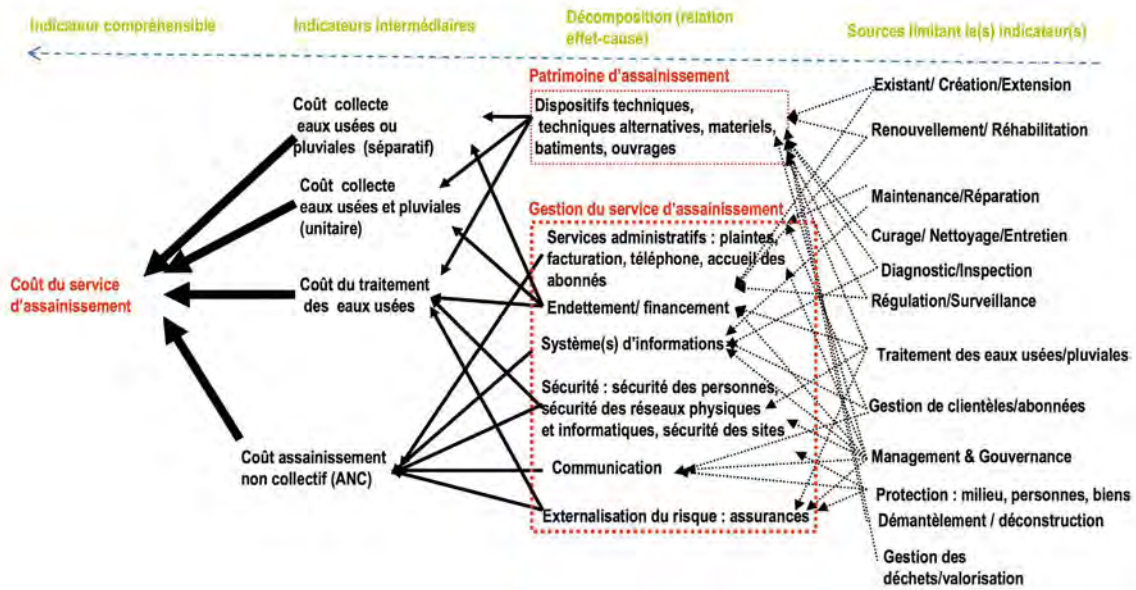 Indicateur compréhensible
Indicateurs intermédiaires
Décomposition (relation
effet-cause)
Sources limitant le(s) indicateur(s)
Coût du service
d'assainissement
Coût collecte
eaux usées ou
pluviales (séparatif)
Coût collecte
eaux usées et pluviales
(unitaire)
Coût du traitement
des eaux usées
Coût assainissement
non collectif (ANC)
Patrimoine d'assainissement
Dispositifs techniques,
techniques alternatives, materiels,
batiments, ouvrages
Gestion du service d'assainissement
Services administratifs : plaintes,
facturation, téléphone, accueil des
abonnés
Endettement/ financement
Système(s) d'informations
Sécurité : sécurité des personnes,
sécurité des réseaux physiques
et informatiques, sécurité des sites
Communication
Externalisation du risque : assurances
Existant/ Création/Extension
Renouvellement/ Réhabilitation
Maintenance/Réparation
Curage/ Nettoyage/Entretien
Diagnostic/Inspection
Régulation/Surveillance
Traitement des eaux usées/pluviales
Gestion de clientèles/abonnées
Management & Gouvernance
Protection : milieu, personnes, biens
Démantèlement / déconstruction
Gestion des
déchets/valorisation